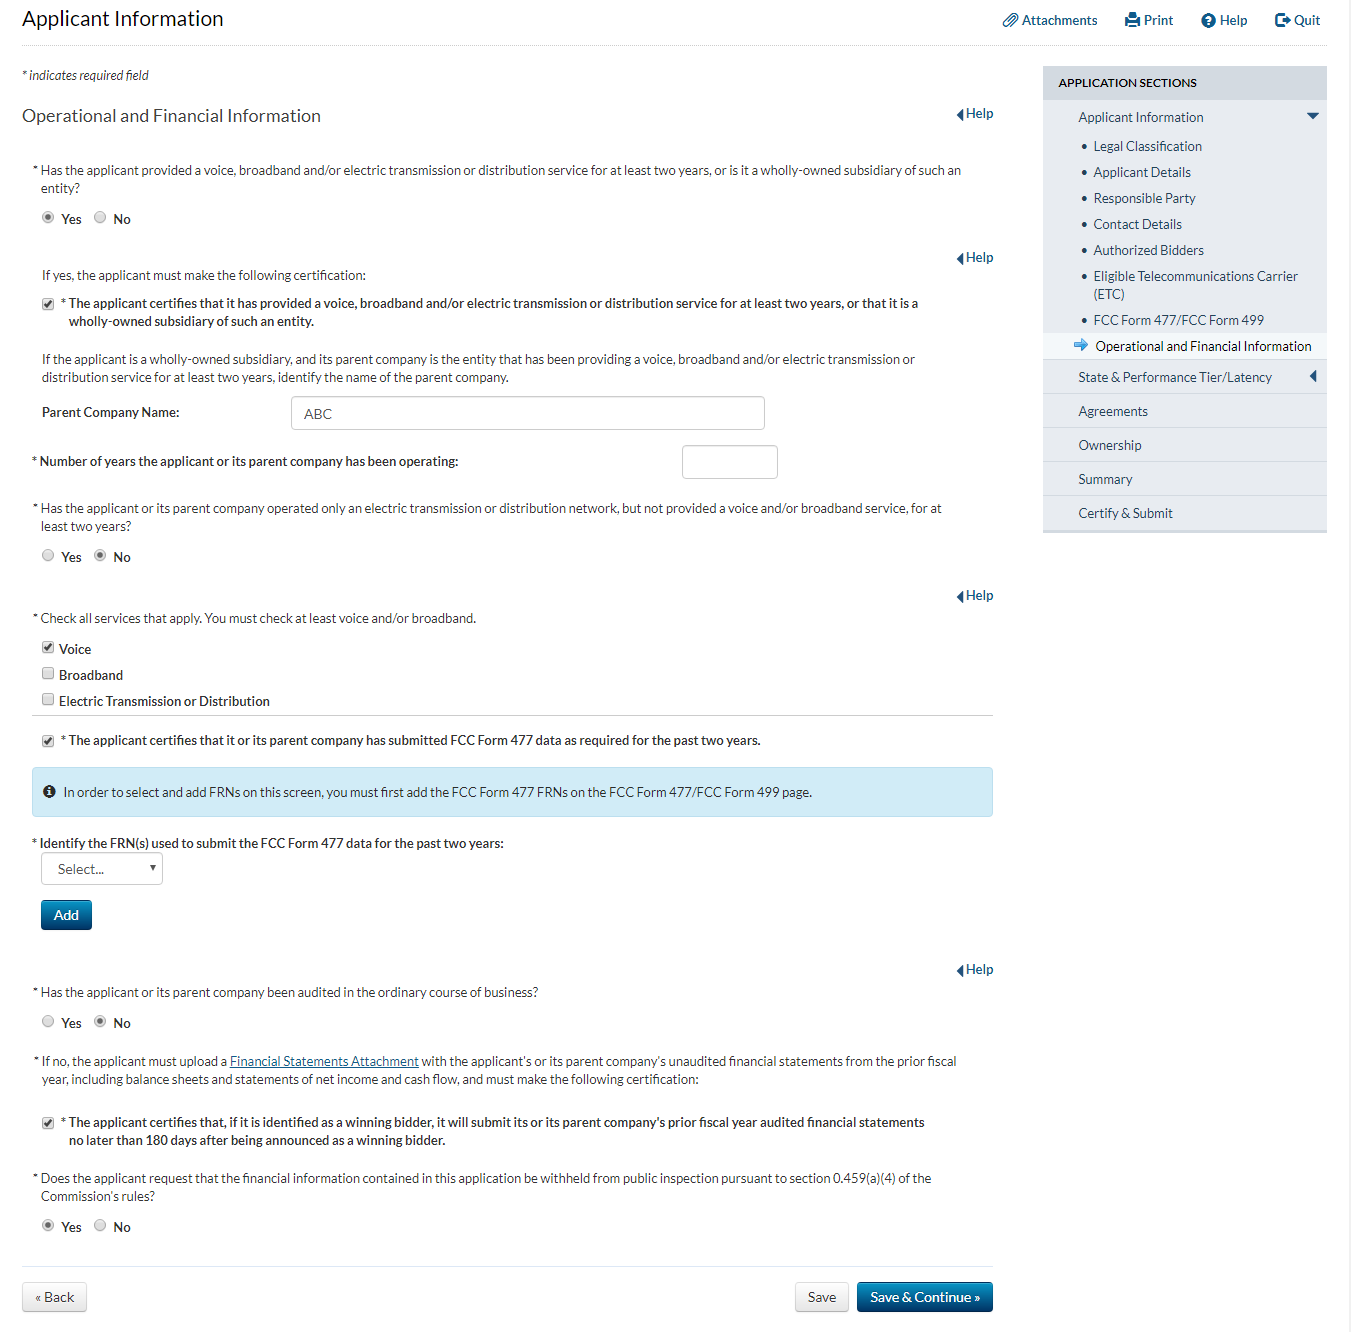 Applicant Information
Attachments Print Help Quit
* indicates required field
Operational and Financial Information
Help
* Has the applicant provided a voice, broadband and/or electric transmission or distribution service for at least two years, or is it a wholly-owned subsidiary of such an
entity?
Yes No
Help
If yes, the applicant must make the following certification:
* The applicant certifies that it has provided a voice, broadband and/or electric transmission or distribution service for at least two years, or that it is a
wholly-owned subsidiary of such an entity.
If the applicant is a wholly-owned subsidiary, and its parent company is the entity that has been providing a voice, broadband and/or electric transmission or
distribution service for at least two years, identify the name of the parent company.
Parent Company Name: ABC
* Number of years the applicant or its parent company has been operating:
* Has the applicant or its parent company operated only an electric transmission or distribution network, but not provided a voice and/or broadband service, for at
least two years?
Yes No
Help
* Check all services that apply. You must check at least voice and/or broadband.
Voice
Broadband
Electric Transmission or Distribution
* The applicant certifies that it or its parent company has submitted FCC Form 477 data as required for the past two years.
In order to select and add FRNs on this screen, you must first add the FCC Form 477 FRNs on the FCC Form 477/FCC Form 499 page.
* Identify the FRN(s) used to submit the FCC Form 477 data for the past two years:
Select...
Add
Help
* Has the applicant or its parent company been audited in the ordinary course of business?
Yes No
* If no, the applicant must upload a Financial Statements Attachment with the applicant's or its parent company's unaudited financial statements from the prior fiscal
year, including balance sheets and statements of net income and cash flow, and must make the following certification:
* The applicant certifies that, if it is identified as a winning bidder, it will submit its or its parent company's prior fiscal year audited financial statements
no later than 180 days after being announced as a winning bidder.
* Does the applicant request that the financial information contained in this application be withheld from public inspection pursuant to section 0.459(a)(4) of the
Commission's rules?
Yes No
« Back Save Save & Continue »
APPLICATION SECTIONS
Applicant Information
• Legal Classification
• Applicant Details
• Responsible Party
• Contact Details
• Authorized Bidders
• Eligible Telecommunications Carrier
(ETC)
• FCC Form 477/FCC Form 499
Operational and Financial Information
State & Performance Tier/Latency
Agreements
Ownership
Summary
Certify & Submit